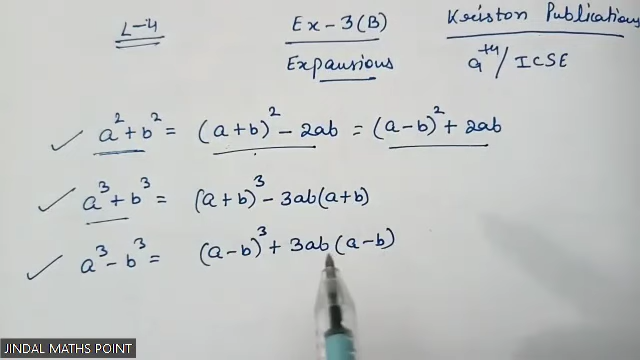 L-4 Ex-3(B) Kriston Publications
Expansions 9th/ICSE
a² + b² = (a+b)² - 2ab = (a-b)² + 2ab
a³ + b³ = (a+b)³ - 3ab(a+b)
a³ - b³ = (a-b)³ + 3ab(a-b)
JINDAL MATHS POINT